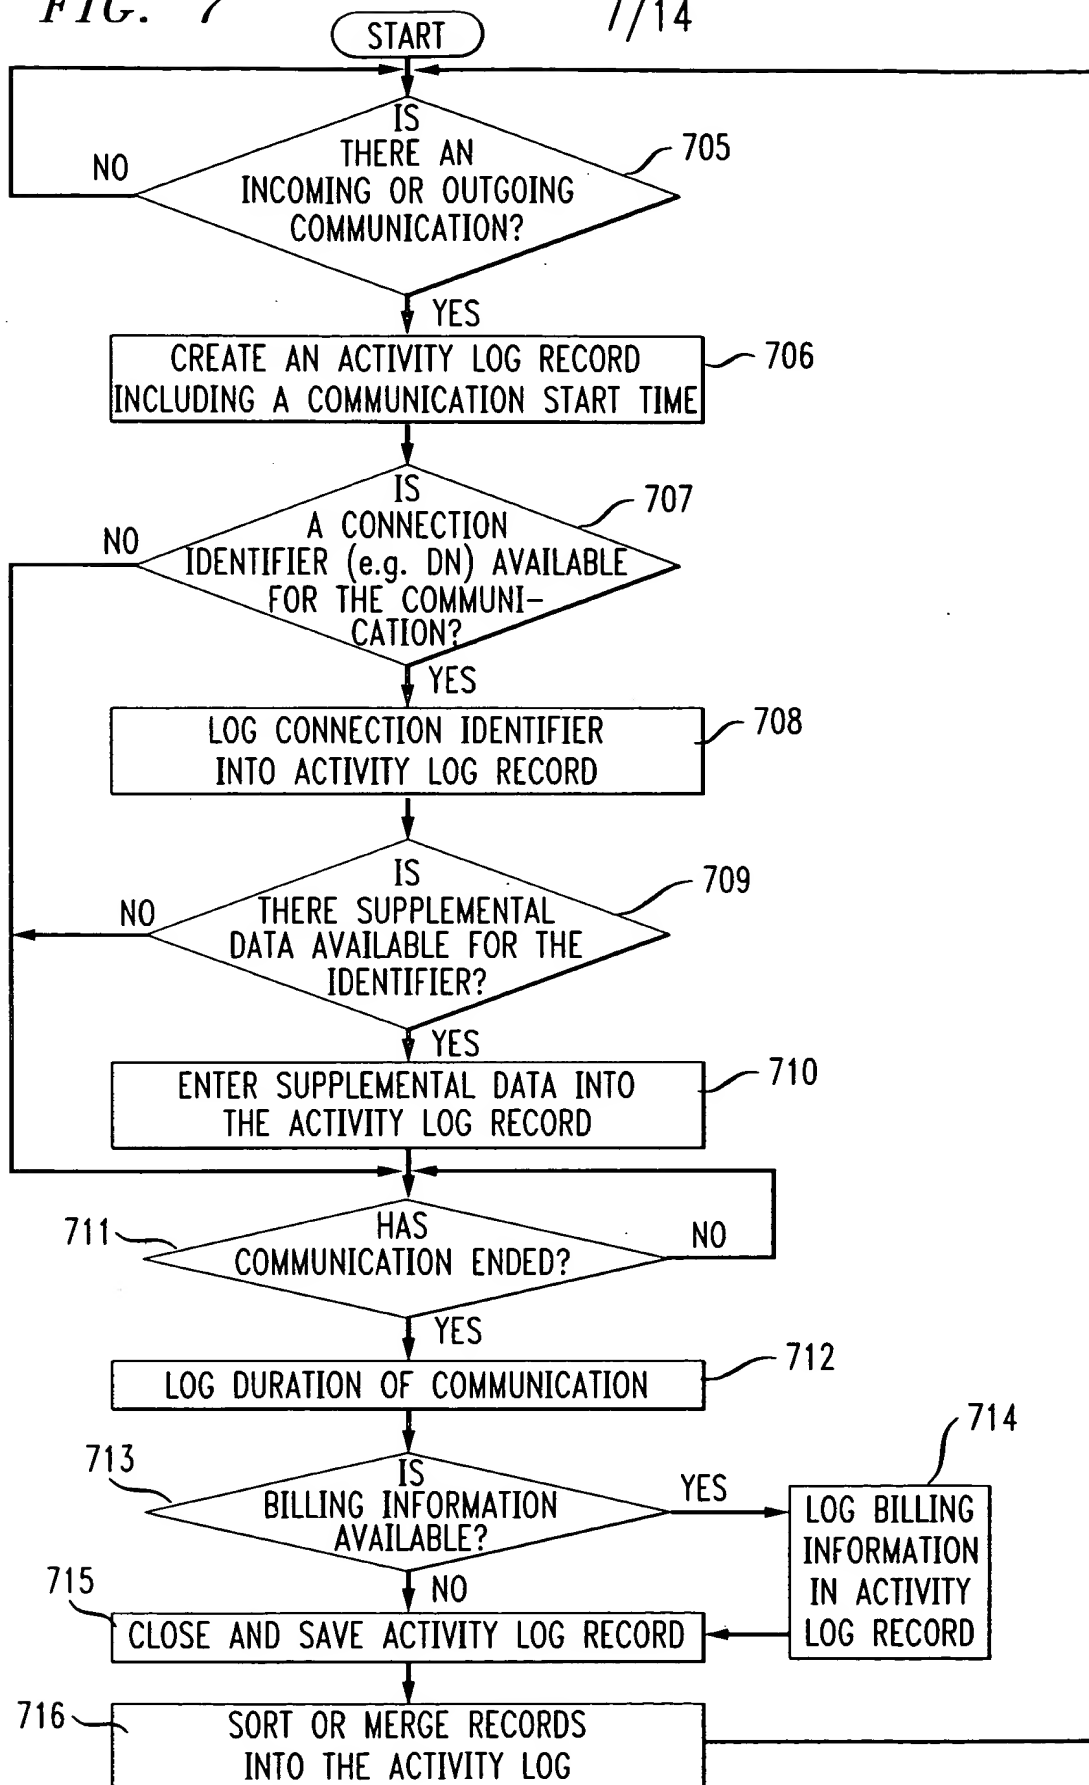 FIG. 7
7/14
START
IS
THERE AN
INCOMING OR OUTGOING
COMMUNICATION?
705
NO
YES
CREATE AN ACTIVITY LOG RECORD
INCLUDING A COMMUNICATION START TIME
706
IS
A CONNECTION
IDENTIFIER (e.g. DN) AVAILABLE
FOR THE COMMUNI-
CATION?
707
NO
YES
LOG CONNECTION IDENTIFIER
INTO ACTIVITY LOG RECORD
708
IS
THERE SUPPLEMENTAL
DATA AVAILABLE FOR THE
IDENTIFIER?
709
NO
YES
ENTER SUPPLEMENTAL DATA INTO
THE ACTIVITY LOG RECORD
710
711
HAS
COMMUNICATION ENDED?
NO
YES
LOG DURATION OF COMMUNICATION
712
713
IS
BILLING INFORMATION
AVAILABLE?
YES
714
LOG BILLING
INFORMATION
IN ACTIVITY
LOG RECORD
NO
715
CLOSE AND SAVE ACTIVITY LOG RECORD
716
SORT OR MERGE RECORDS
INTO THE ACTIVITY LOG